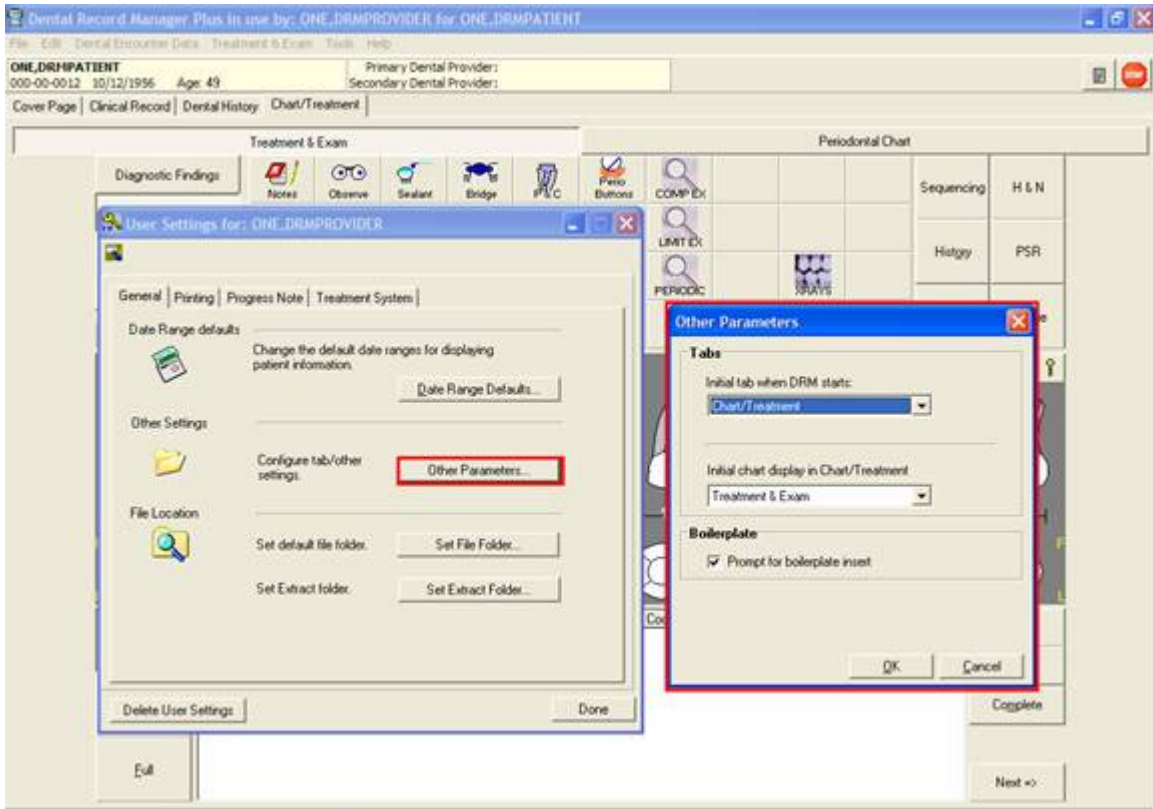 Dental Record Manager Plus in use by: ONE,DRMPROVIDER for ONE,DRMPATIENT
File Edit Dental Encounter Data Treatment & Exam Tools Help
ONE,DRMPATIENT
Primary Dental Provider:
000-00-0012 10/12/1956 Age: 49
Secondary Dental Provider:
Cover Page Clinical Record Dental History Chart/Treatment
Treatment & Exam Periodontal Chart
Diagnostic Findings
Notes Observe Sealant Bridge Perio Buttons COMP EX
Sequencing H & N
LIMIT EX
History PSR
PERIODIC XRAYS
User Settings for: ONE,DRMPROVIDER
General Printing Progress Note Treatment System
Date Range defaults
Change the default date ranges for displaying
patient information.
Date Range Defaults...
Other Settings
Configure tab/other
settings.
Other Parameters...
File Location
Set default file folder.
Set File Folder...
Set Extract folder.
Set Extract Folder...
Delete User Settings
Done
Other Parameters
Tabs
Initial tab when DRM starts:
Chart/Treatment
Initial chart display in Chart/Treatment
Treatment & Exam
Boilerplate
Prompt for boilerplate insert
OK Cancel
Complete
Full
Next =>